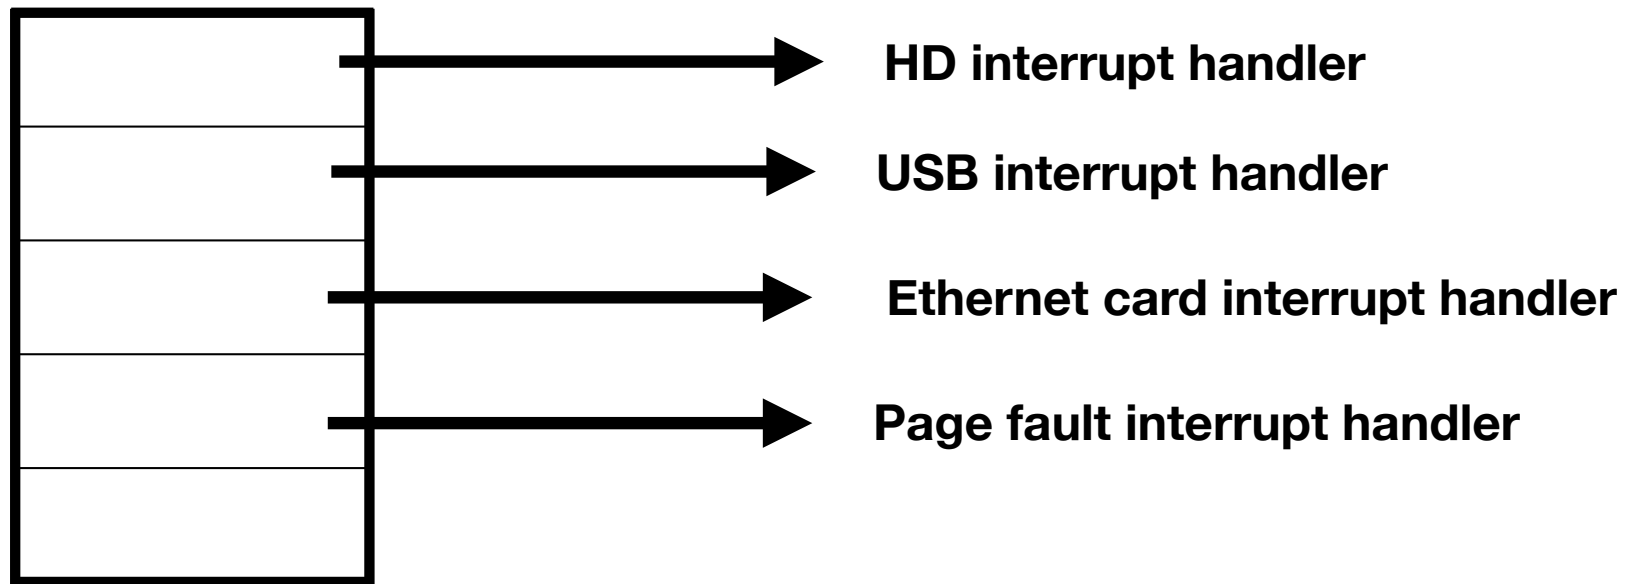 HD interrupt handler
USB interrupt handler
Ethernet card interrupt handler
Page fault interrupt handler